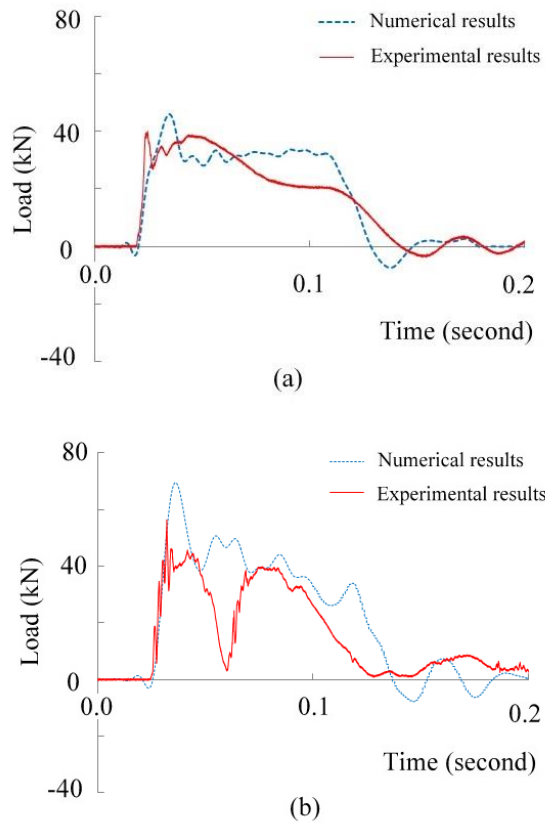 80
Numerical results
Experimental results
40
Load (kN)
0
0.0
0.1
0.2
Time (second)
-40
(a)
80
Numerical results
Experimental results
40
Load (kN)
0
0.0
0.1
0.2
Time (second)
-40
(b)